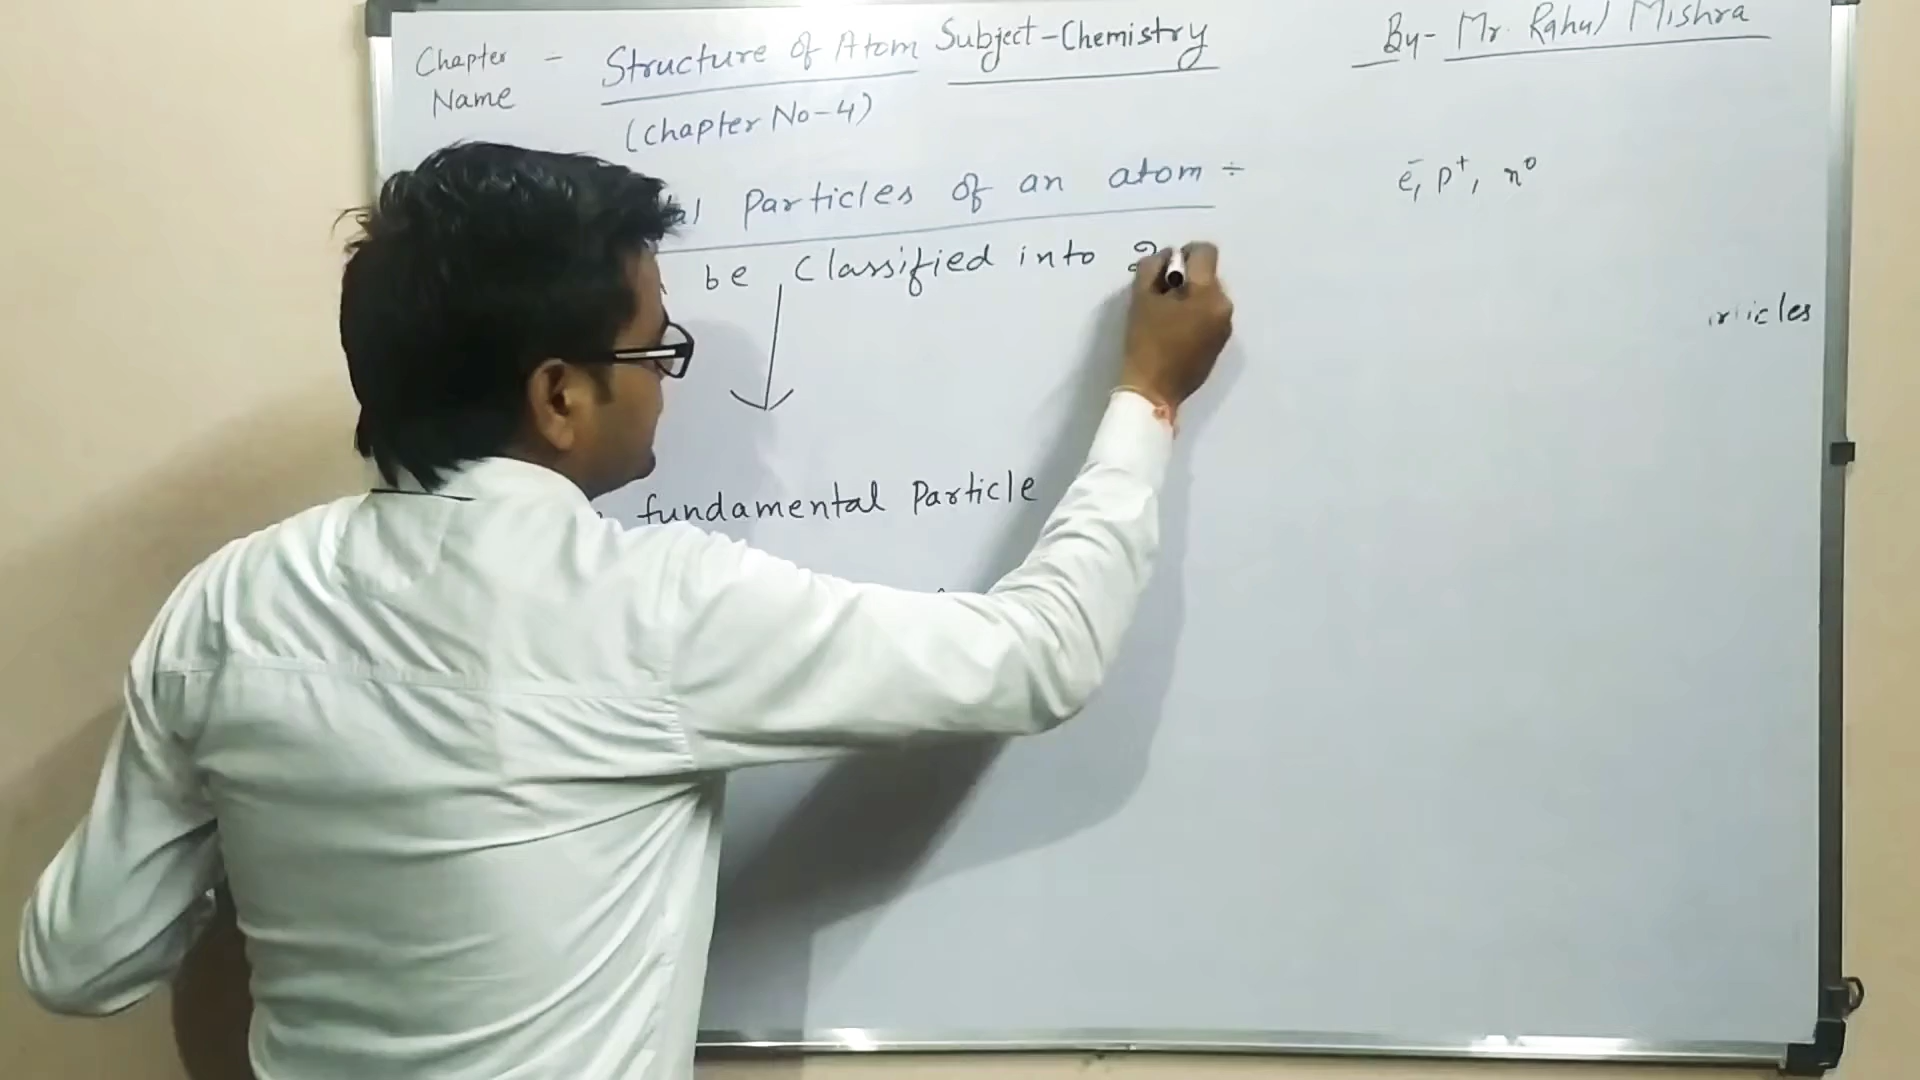 Chapter Name - Structure of Atom Subject-Chemistry By- Mr. Rahul Mishra
(Chapter No-4)
Particles of an atom ÷ e⁻, p⁺, n⁰
be Classified into 2
fundamental Particle